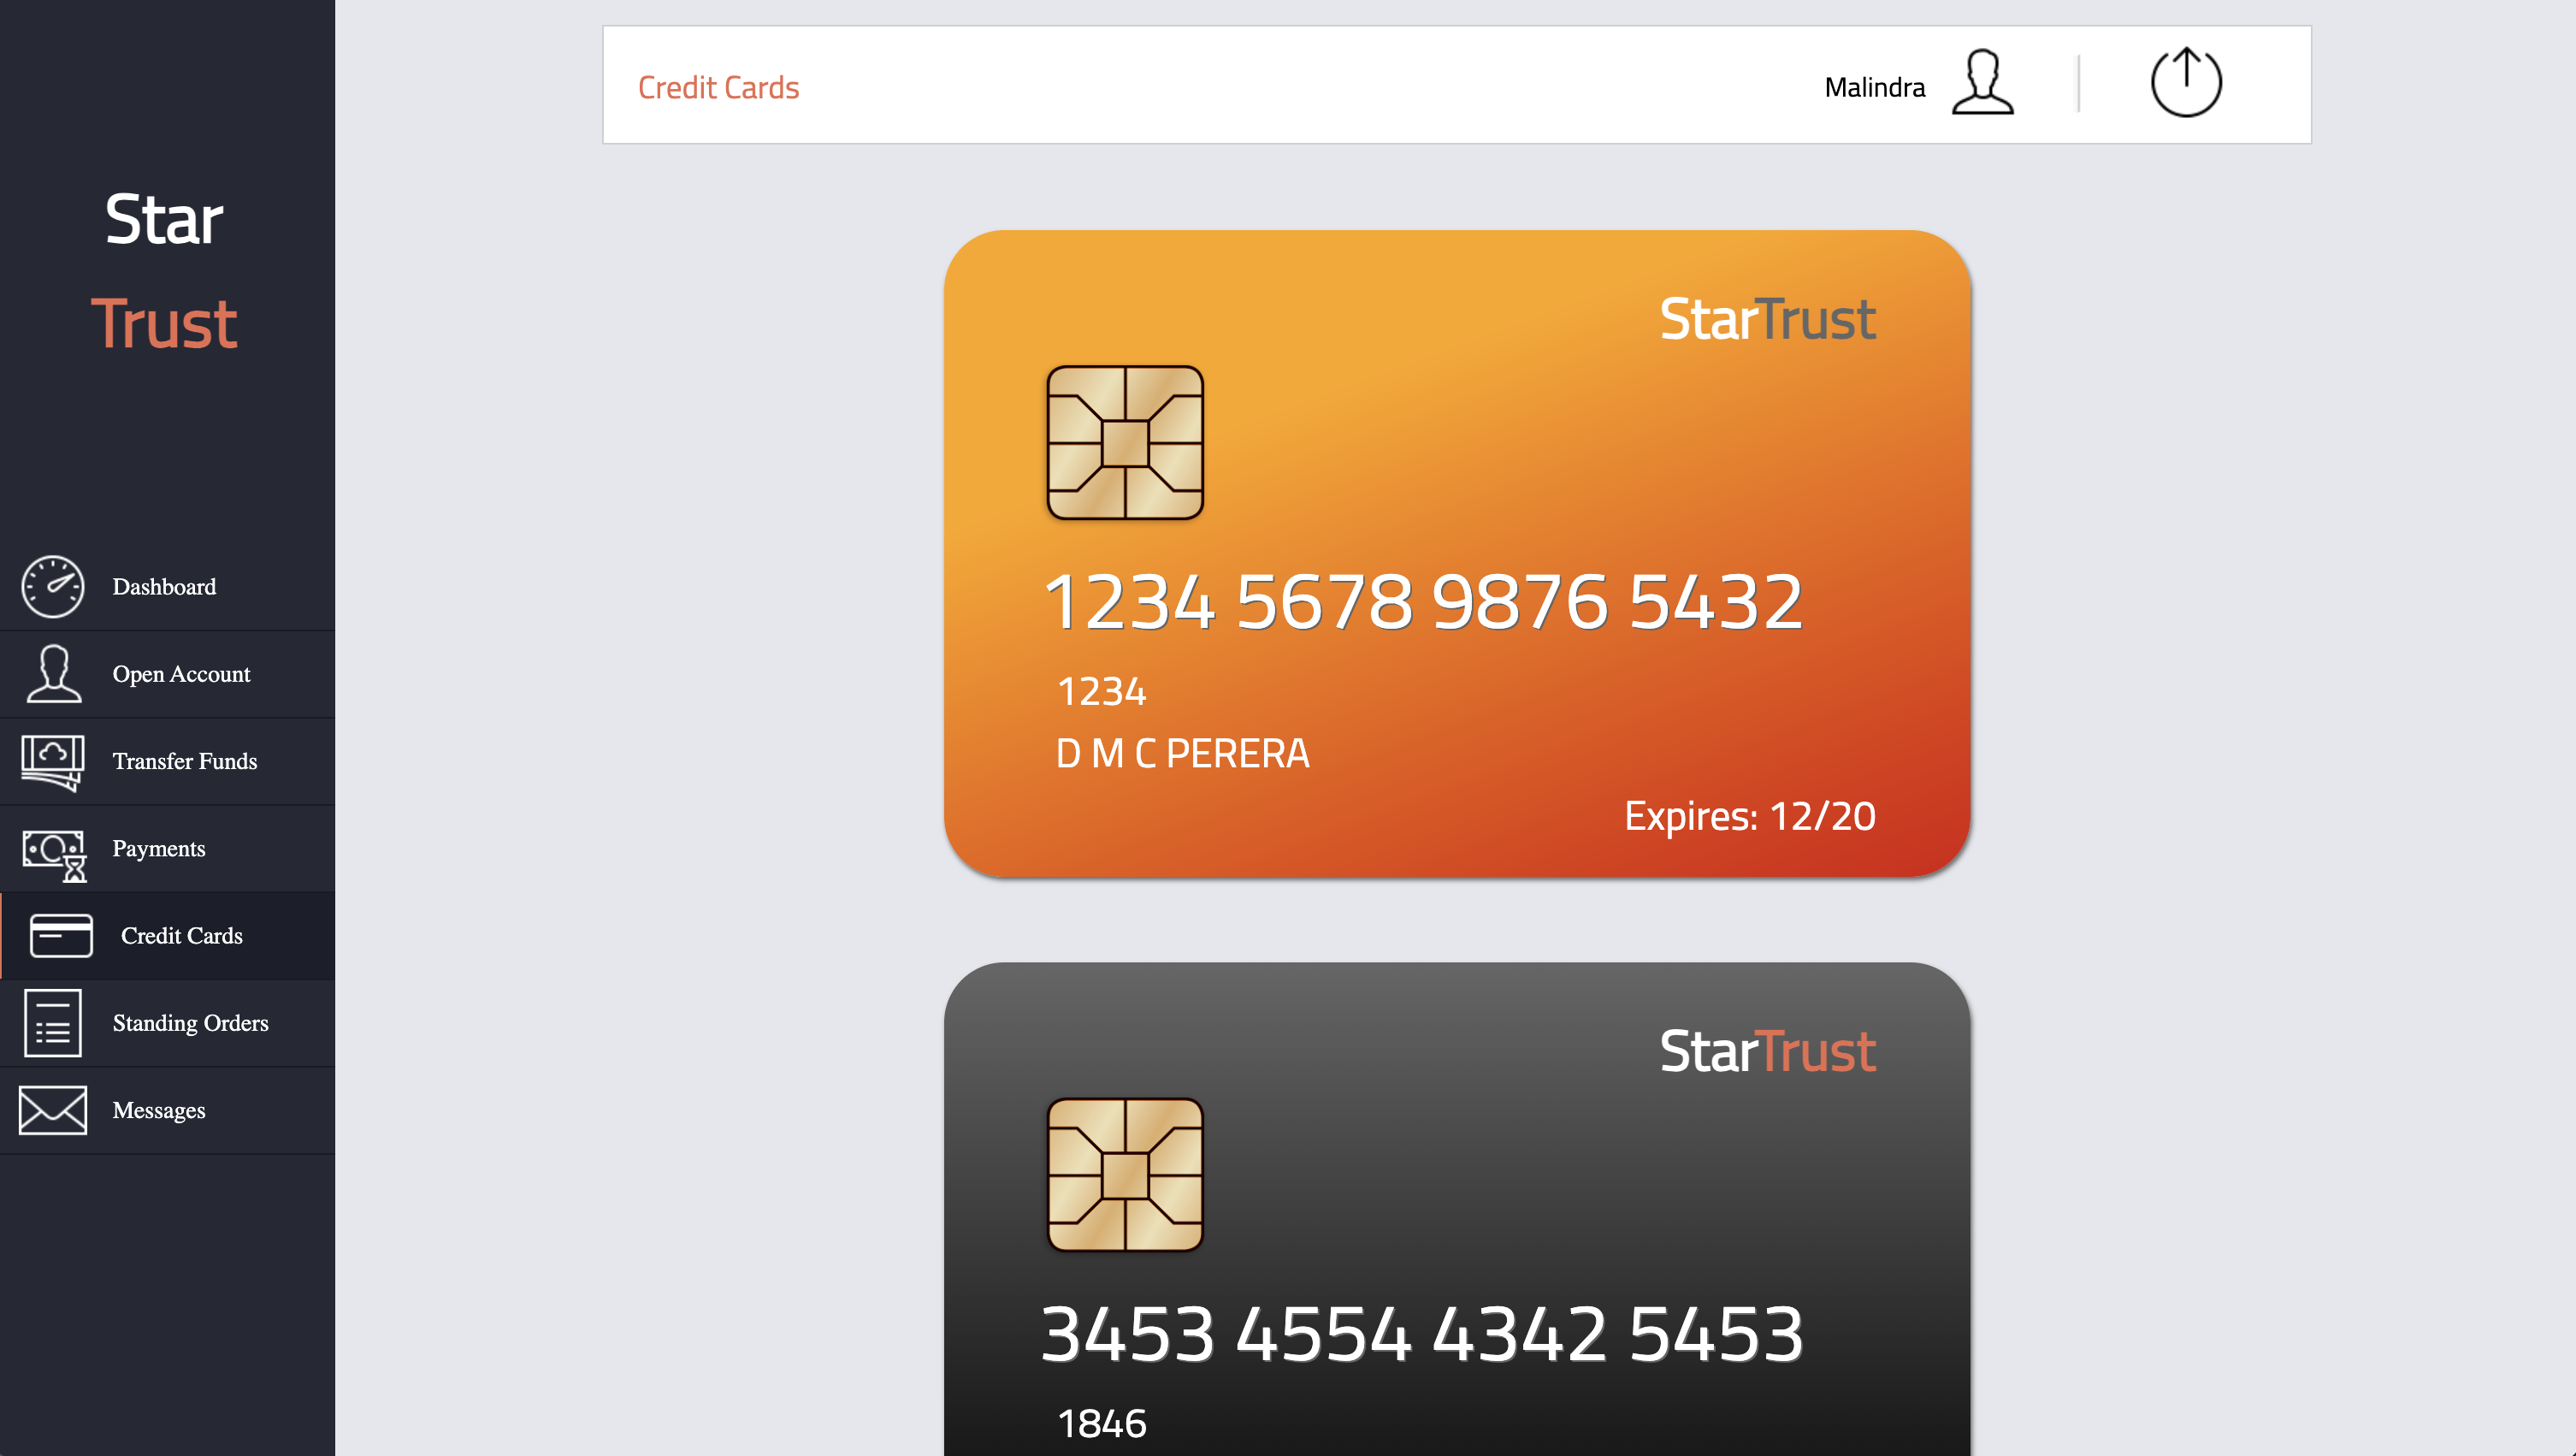 Star
Trust
Dashboard
Open Account
Transfer Funds
Payments
Credit Cards
Standing Orders
Messages
Credit Cards
Malindra
StarTrust
1234 5678 9876 5432
1234
D M C PERERA
Expires: 12/20
StarTrust
3453 4554 4342 5453
1846